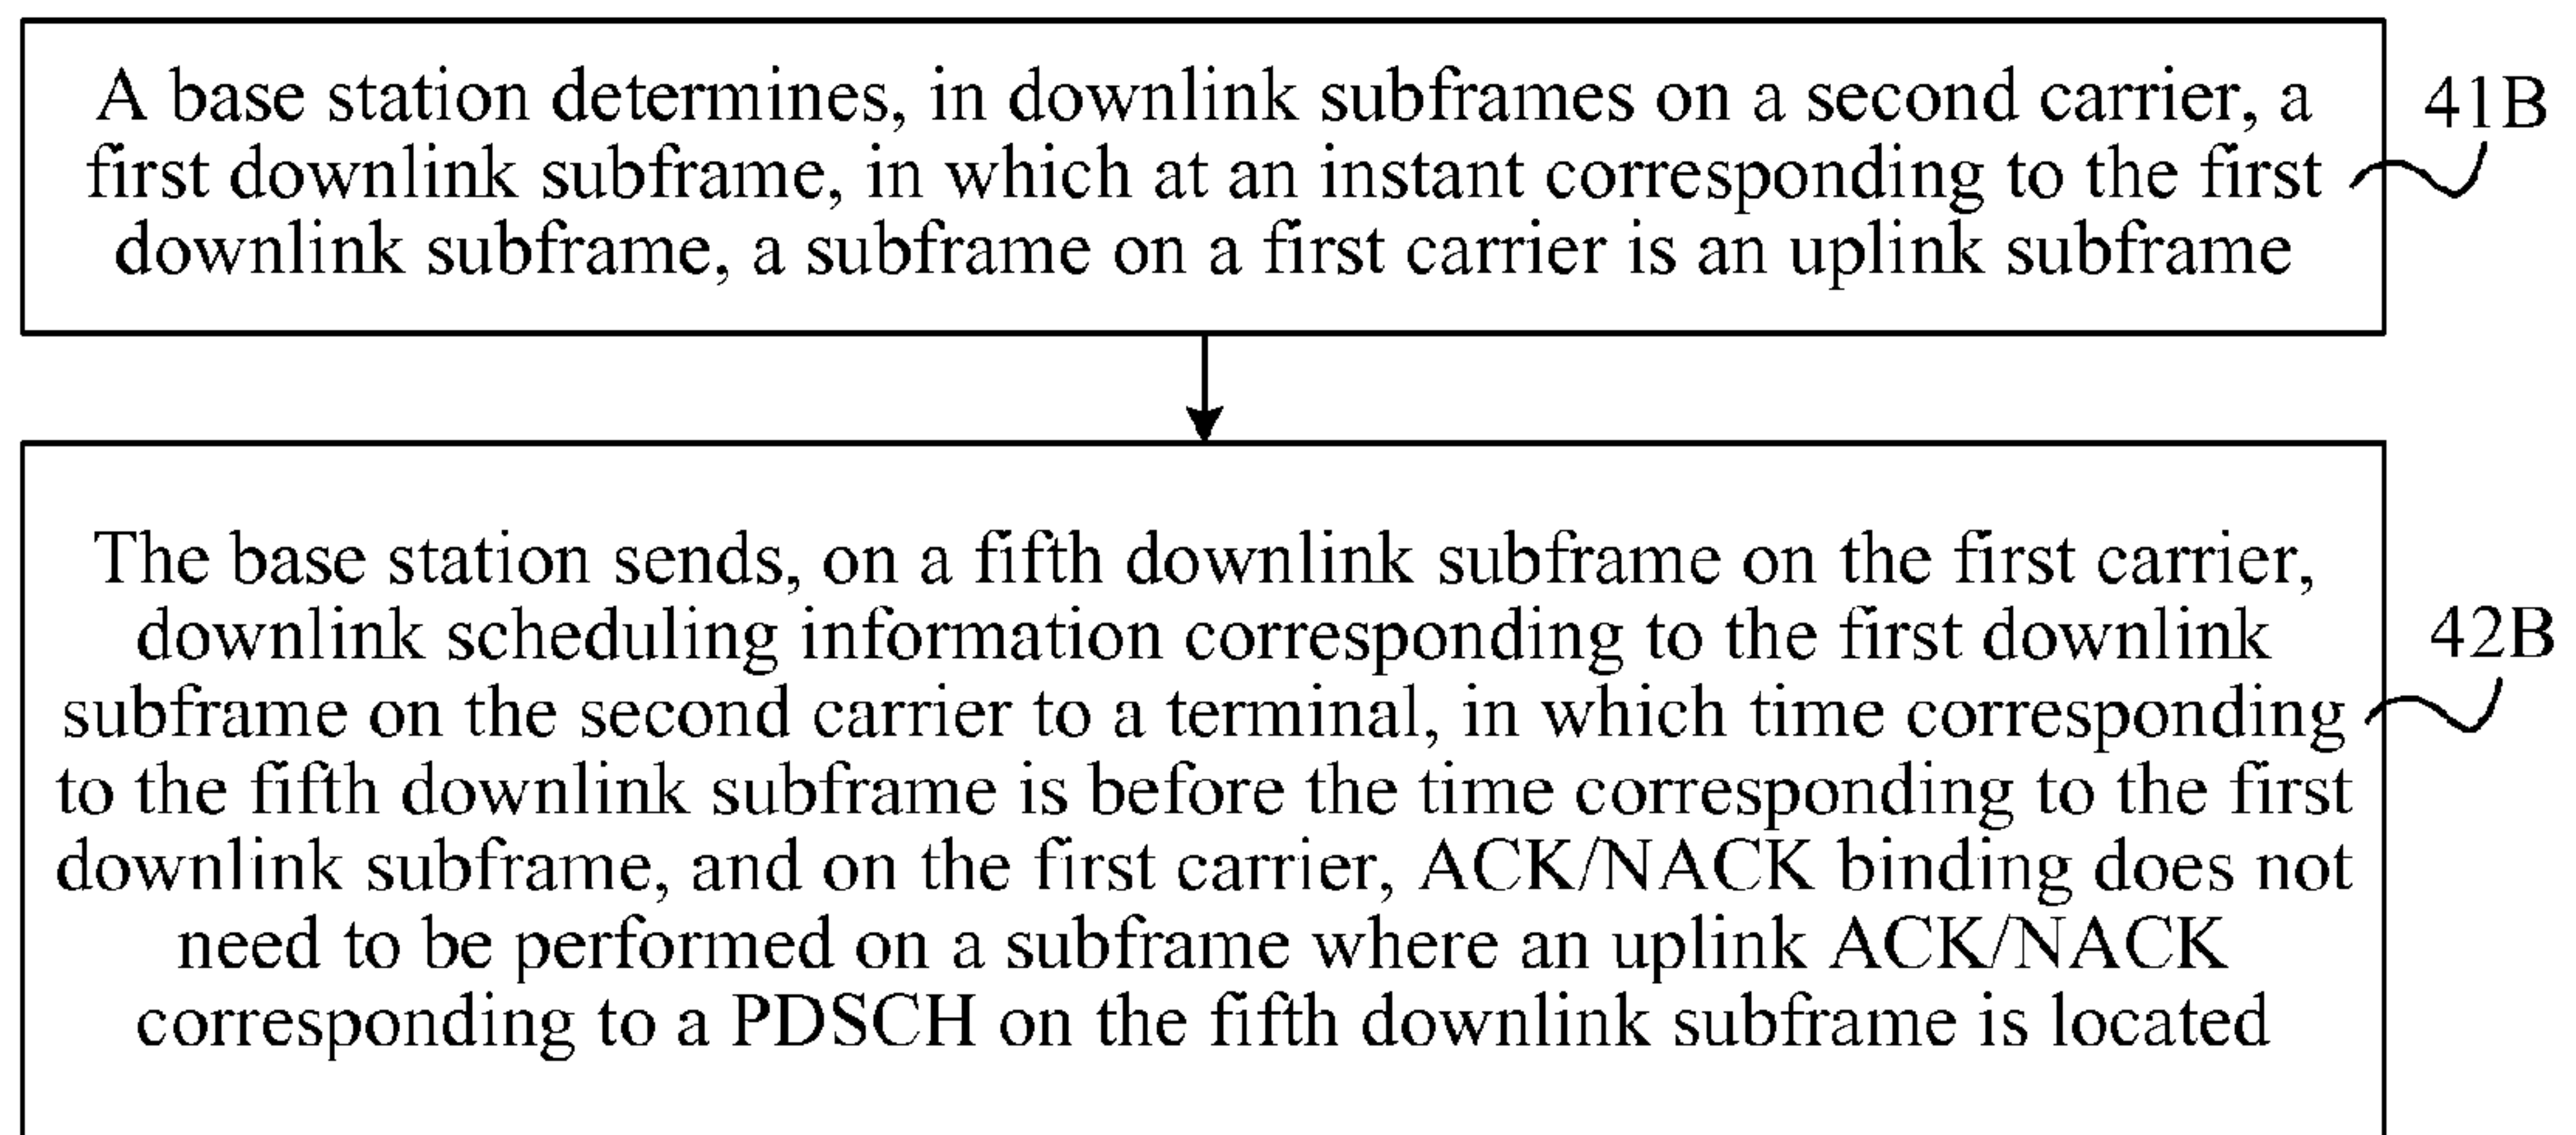 A base station determines, in downlink subframes on a second carrier, a
first downlink subframe, in which at an instant corresponding to the first
downlink subframe, a subframe on a first carrier is an uplink subframe
41B
The base station sends, on a fifth downlink subframe on the first carrier,
downlink scheduling information corresponding to the first downlink
subframe on the second carrier to a terminal, in which time corresponding
to the fifth downlink subframe is before the time corresponding to the first
downlink subframe, and on the first carrier, ACK/NACK binding does not
need to be performed on a subframe where an uplink ACK/NACK
corresponding to a PDSCH on the fifth downlink subframe is located
42B